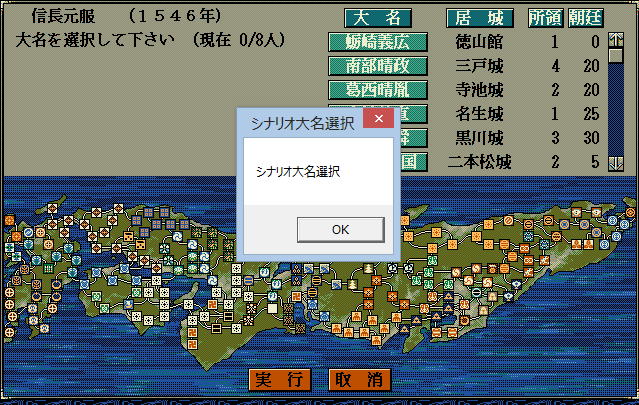 信長元服　（１５４６年）
大名を選択して下さい　（現在 0/8人）
大　名 居　城 所領 朝廷
蛎崎義広 徳山館 1 0
南部晴政 三戸城 4 20
葛西晴胤 寺池城 2 20
名生城 1 25
黒川城 3 30
国 二本松城 2 5
シナリオ大名選択
シナリオ大名選択
OK
実　行 取　消